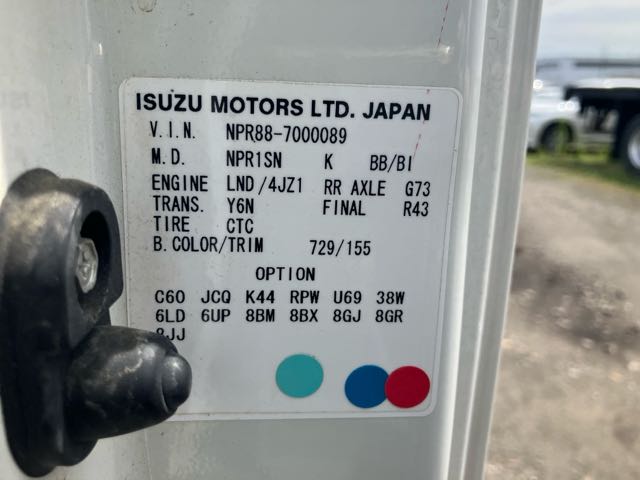 ISUZU MOTORS LTD. JAPAN
V.I.N. NPR88-7000089
M.D. NPR1SN K BB/BI
ENGINE LND/4JZ1 RR AXLE G73
TRANS. Y6N FINAL R43
TIRE CTC
B.COLOR/TRIM 729/155
OPTION
C60 JCQ K44 RPW U69 38W
6LD 6UP 8BM 8BX 8GJ 8GR
8JJ